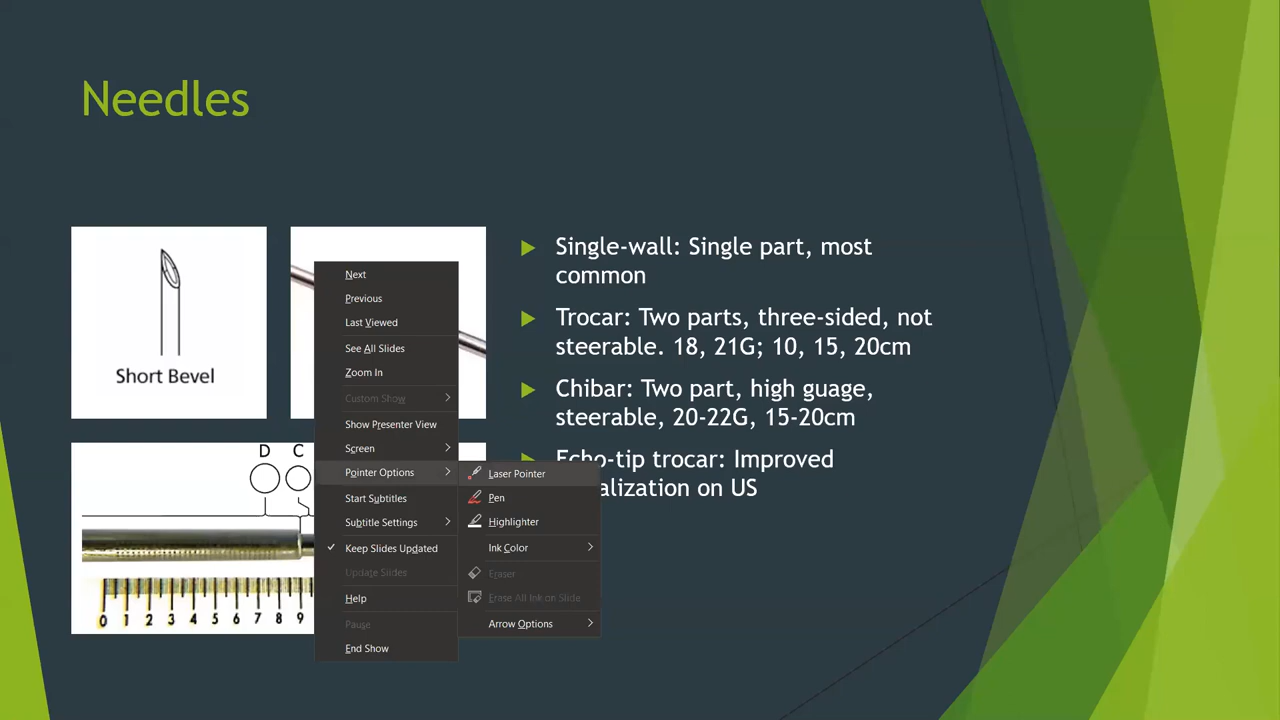 Needles
Short Bevel
D C
0 1 2 3 4 5 6 7 8 9
Single-wall: Single part, most
common
Trocar: Two parts, three-sided, not
steerable. 18, 21G; 10, 15, 20cm
Chibar: Two part, high guage,
steerable, 20-22G, 15-20cm
Echo-tip trocar: Improved
alization on US
Next
Previous
Last Viewed
See All Slides
Zoom In
Custom Show
Show Presenter View
Screen
Pointer Options
Start Subtitles
Subtitle Settings
Keep Slides Updated
Update Slides
Help
Pause
End Show
Laser Pointer
Pen
Highlighter
Ink Color
Eraser
Erase All Ink on Slide
Arrow Options